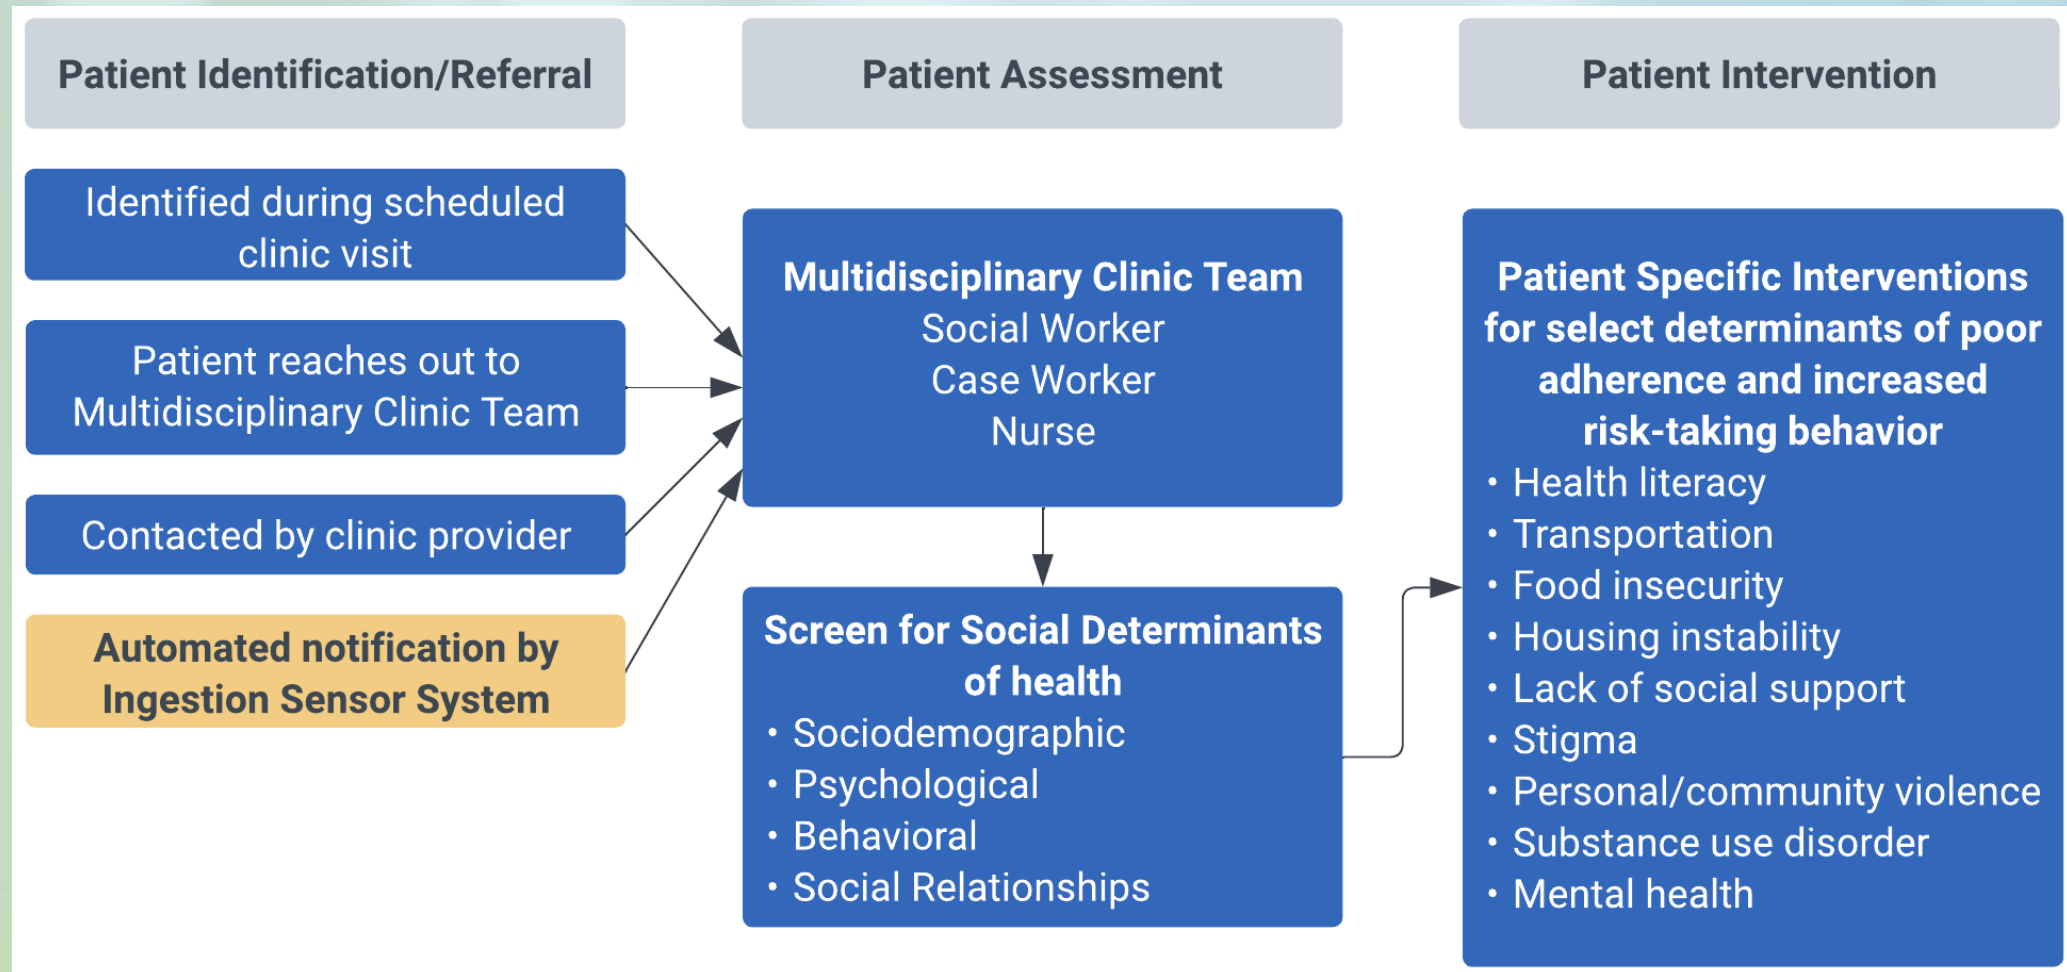 Patient Identification/Referral
Identified during scheduled
clinic visit
Patient reaches out to
Multidisciplinary Clinic Team
Contacted by clinic provider
Automated notification by
Ingestion Sensor System
Patient Assessment
Multidisciplinary Clinic Team
Social Worker
Case Worker
Nurse
Screen for Social Determinants
of health
• Sociodemographic
• Psychological
• Behavioral
• Social Relationships
Patient Intervention
Patient Specific Interventions
for select determinants of poor
adherence and increased
risk-taking behavior
• Health literacy
• Transportation
• Food insecurity
• Housing instability
• Lack of social support
• Stigma
• Personal/community violence
• Substance use disorder
• Mental health